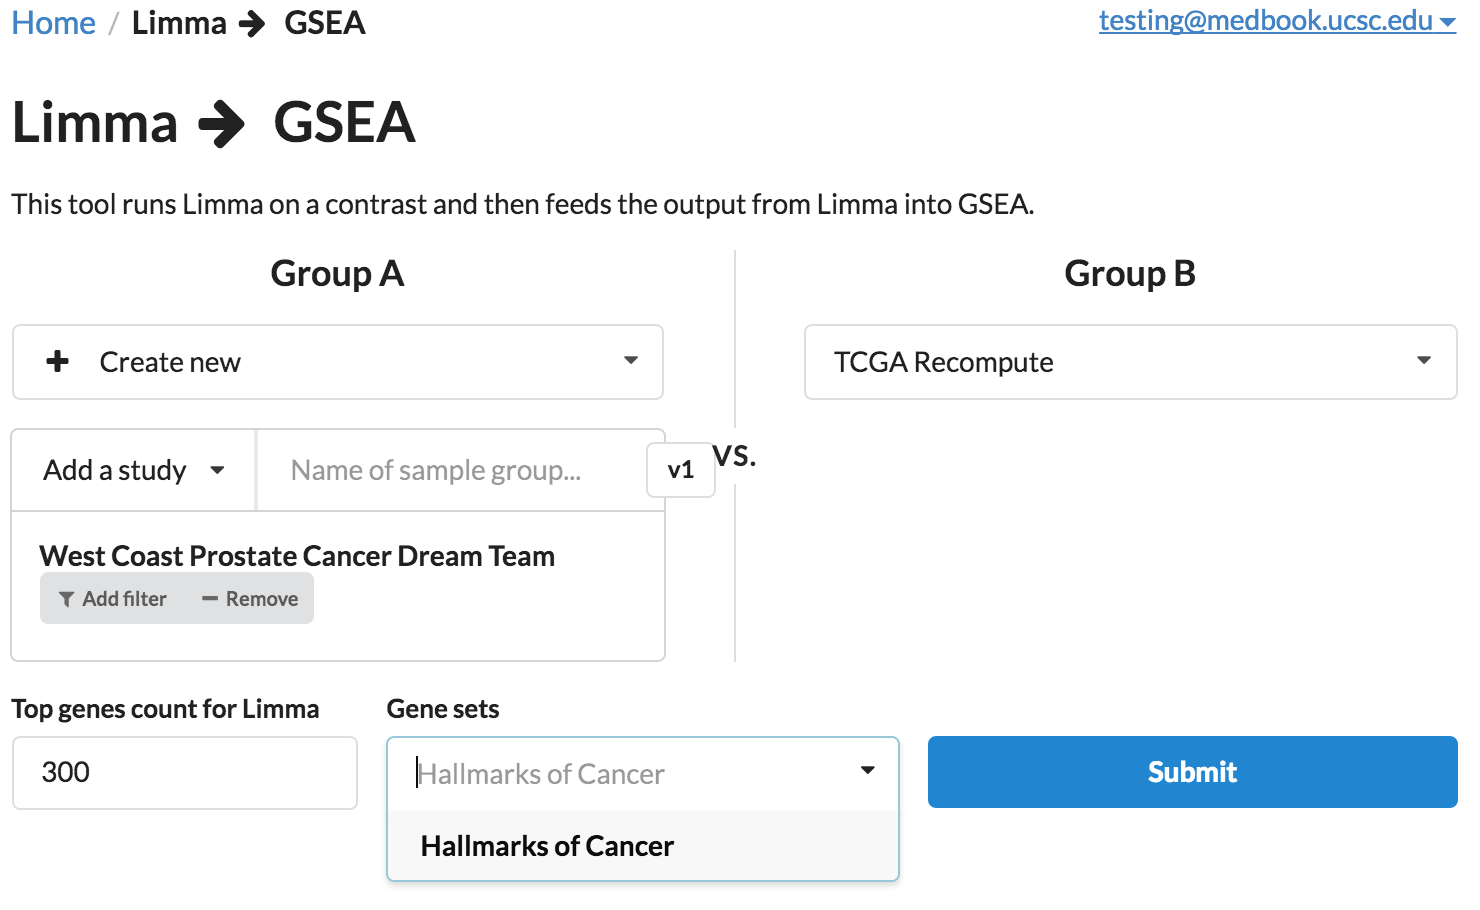 Home / Limma GSEA
testing@medbook.ucsc.edu
Limma GSEA
This tool runs Limma on a contrast and then feeds the output from Limma into GSEA.
Group A
Create new
Add a study
Name of sample group...
v1
West Coast Prostate Cancer Dream Team
Add filter
Remove
vs.
Group B
TCGA Recompute
Top genes count for Limma
300
Gene sets
Hallmarks of Cancer
Hallmarks of Cancer
Submit